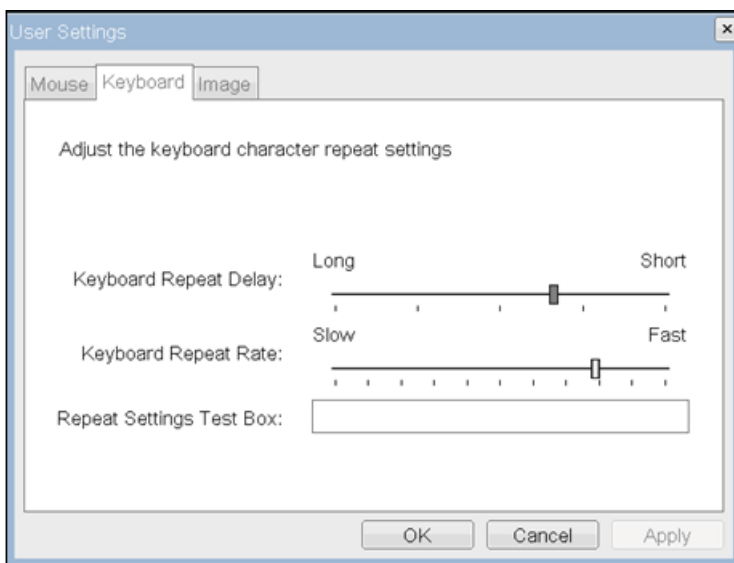 User Settings
Mouse Keyboard Image
Adjust the keyboard character repeat settings
Long Short
Keyboard Repeat Delay:
Slow Fast
Keyboard Repeat Rate:
Repeat Settings Test Box:
OK Cancel Apply